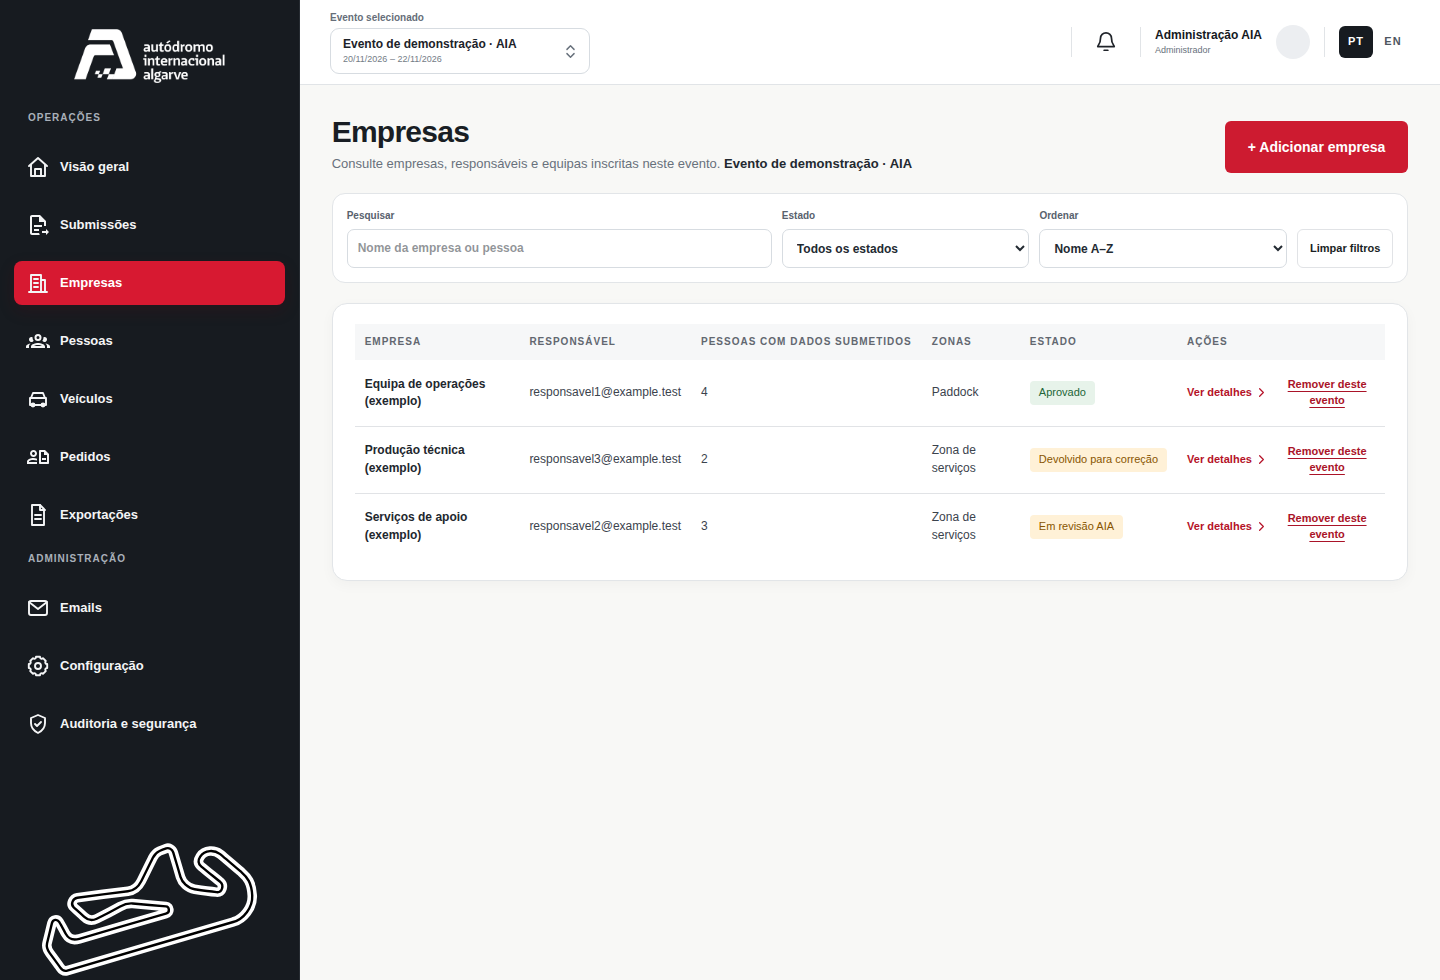 autódromo
internacional
algarve
OPERAÇÕES
Visão geral
Submissões
Empresas
Pessoas
Veículos
Pedidos
Exportações
ADMINISTRAÇÃO
Emails
Configuração
Auditoria e segurança
Evento selecionado
Evento de demonstração · AIA
20/11/2026 – 22/11/2026
Administração AIA
Administrador
PT EN
Empresas
Consulte empresas, responsáveis e equipas inscritas neste evento. Evento de demonstração · AIA
+ Adicionar empresa
Pesquisar Estado Ordenar
Nome da empresa ou pessoa Todos os estados Nome A–Z Limpar filtros
EMPRESA RESPONSÁVEL PESSOAS COM DADOS SUBMETIDOS ZONAS ESTADO AÇÕES
Equipa de operações
(exemplo)
responsavel1@example.test 4 Paddock Aprovado Ver detalhes
Remover deste
evento
Produção técnica
(exemplo)
responsavel3@example.test 2
Zona de
serviços
Devolvido para correção Ver detalhes
Remover deste
evento
Serviços de apoio
(exemplo)
responsavel2@example.test 3
Zona de
serviços
Em revisão AIA Ver detalhes
Remover deste
evento